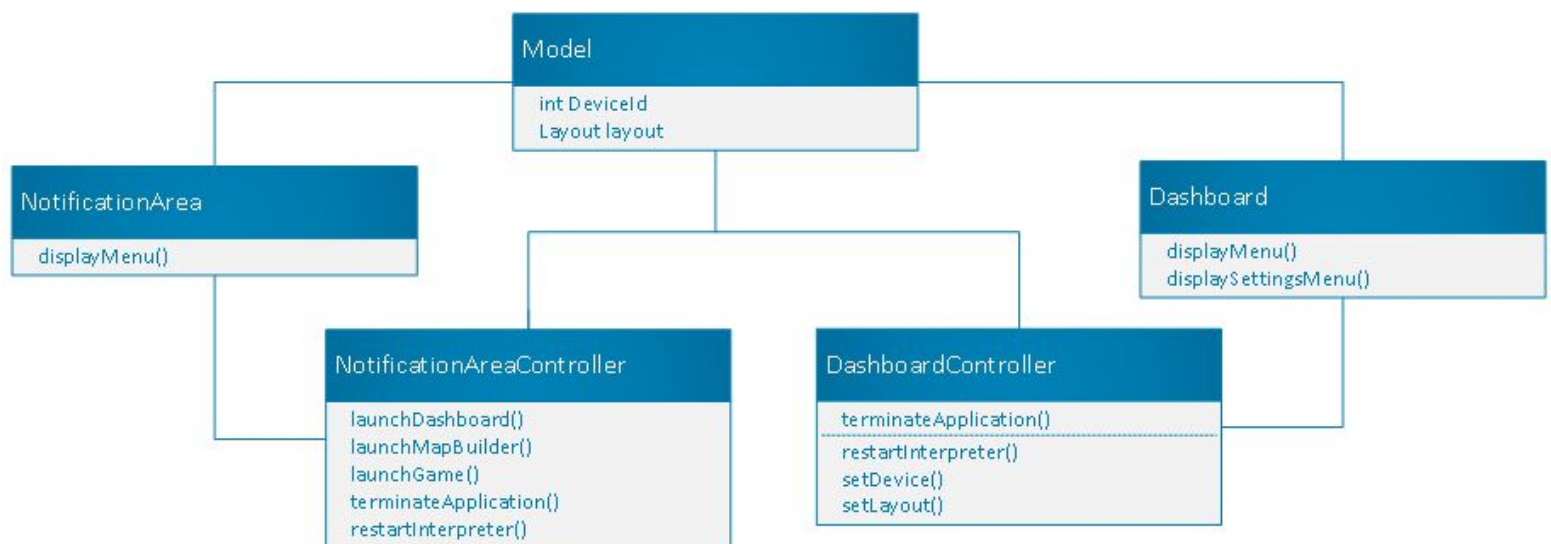 Model
int DeviceId
Layout layout
NotificationArea
displayMenu()
Dashboard
displayMenu()
displaySettingsMenu()
NotificationAreaController
launchDashboard()
launchMapBuilder()
launchGame()
terminateApplication()
restartInterpreter()
DashboardController
terminateApplication()
restartInterpreter()
setDevice()
setLayout()